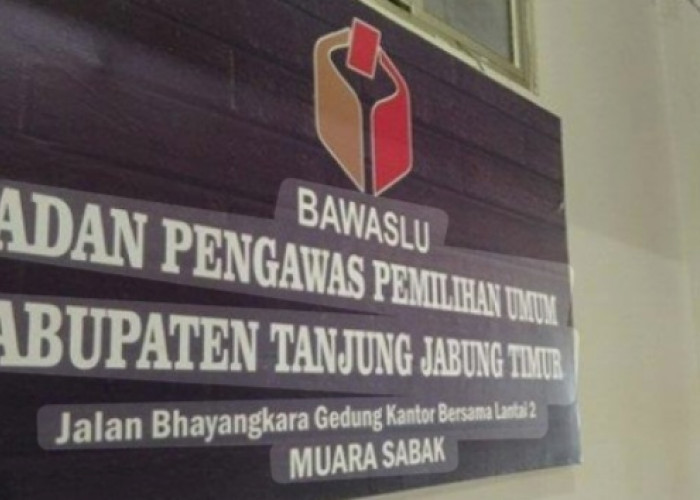 BAWASLU
ADAN PENGAWAS PEMILIHAN UMUM
ABUPATEN TANJUNG JABUNG TIMUR
Jalan Bhayangkara Gedung Kantor Bersama Lantai 2
MUARA SABAK